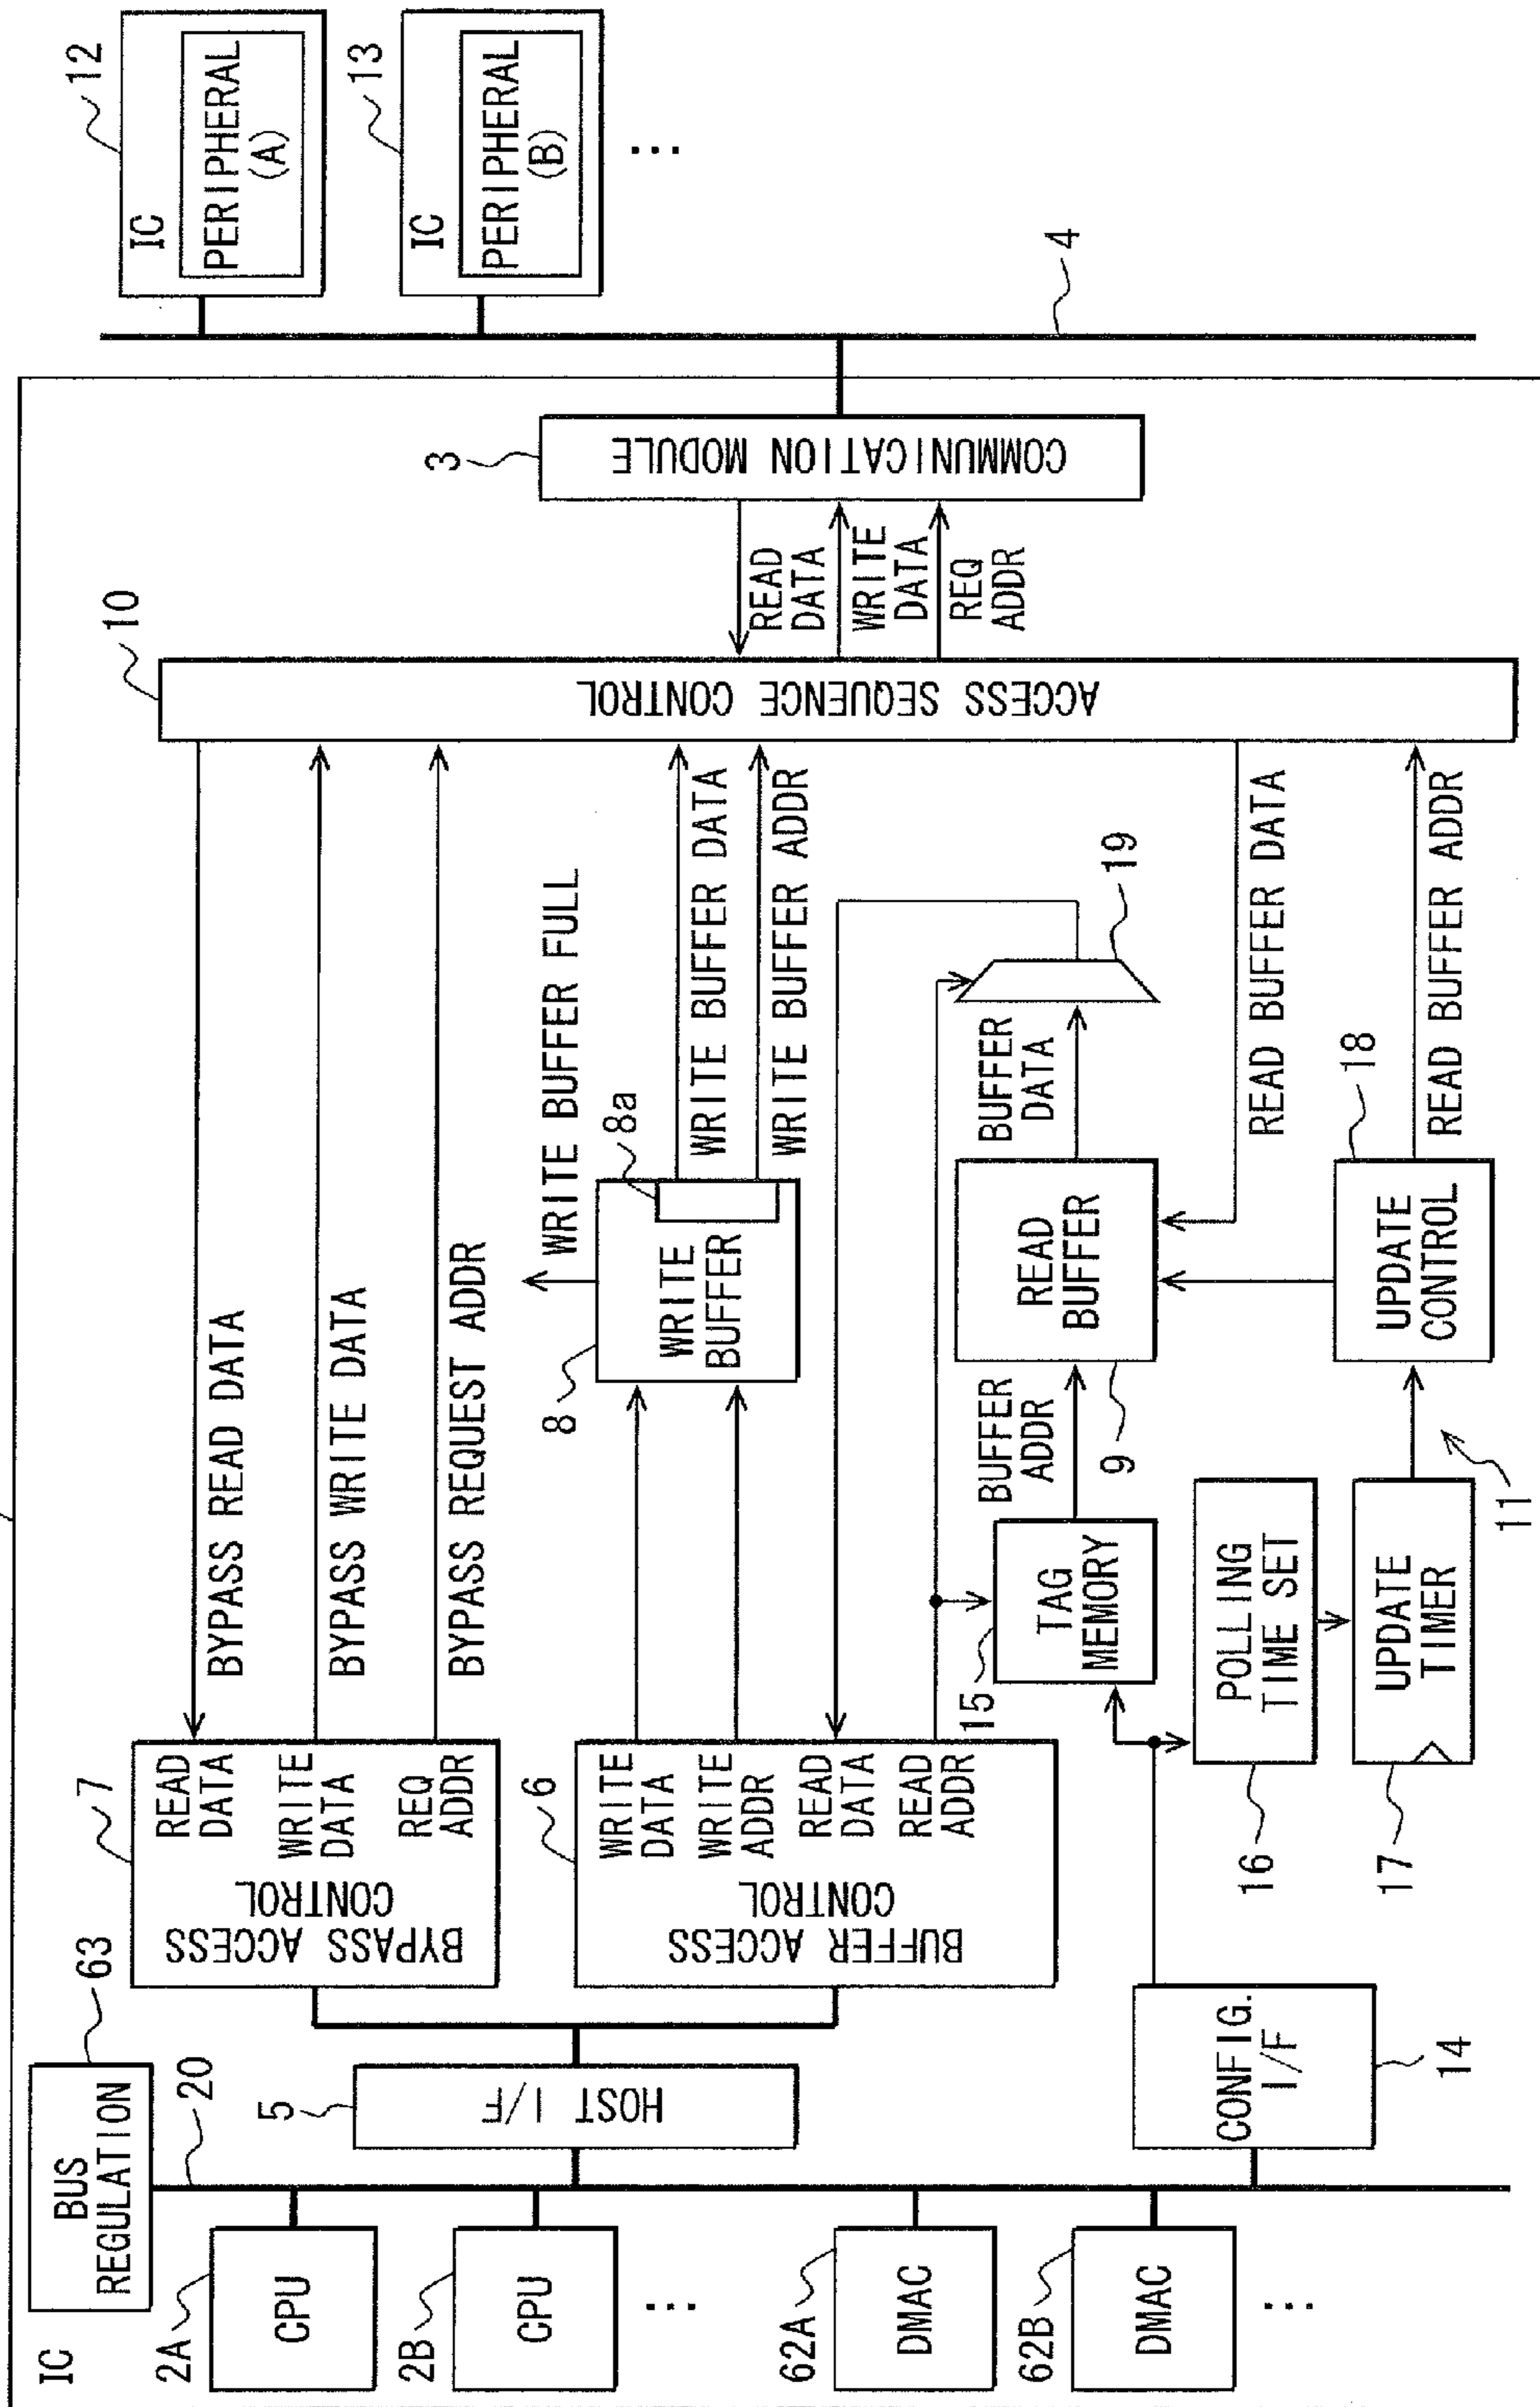 IC
BUS
REGULATION
63
20
2A
CPU
2B
CPU
...
62A
DMAC
62B
DMAC
...
5
HOST I/F
CONFIG.
I/F
14
7
BYPASS ACCESS
CONTROL
READ
DATA
WRITE
DATA
REQ
ADDR
6
BUFFER ACCESS
CONTROL
WRITE
DATA
WRITE
ADDR
READ
DATA
READ
ADDR
BYPASS READ DATA
BYPASS WRITE DATA
BYPASS REQUEST ADDR
8
WRITE
BUFFER
8a
WRITE BUFFER FULL
WRITE BUFFER DATA
WRITE BUFFER ADDR
15
TAG
MEMORY
BUFFER
ADDR
READ
BUFFER
9
BUFFER
DATA
19
16
POLLING
TIME SET
17
UPDATE
TIMER
11
UPDATE
CONTROL
18
READ BUFFER DATA
READ BUFFER ADDR
10
ACCESS SEQUENCE CONTROL
READ
DATA
WRITE
DATA
REQ
ADDR
3
COMMUNICATION MODULE
4
12
IC
PERIPHERAL
(A)
13
IC
PERIPHERAL
(B)
...